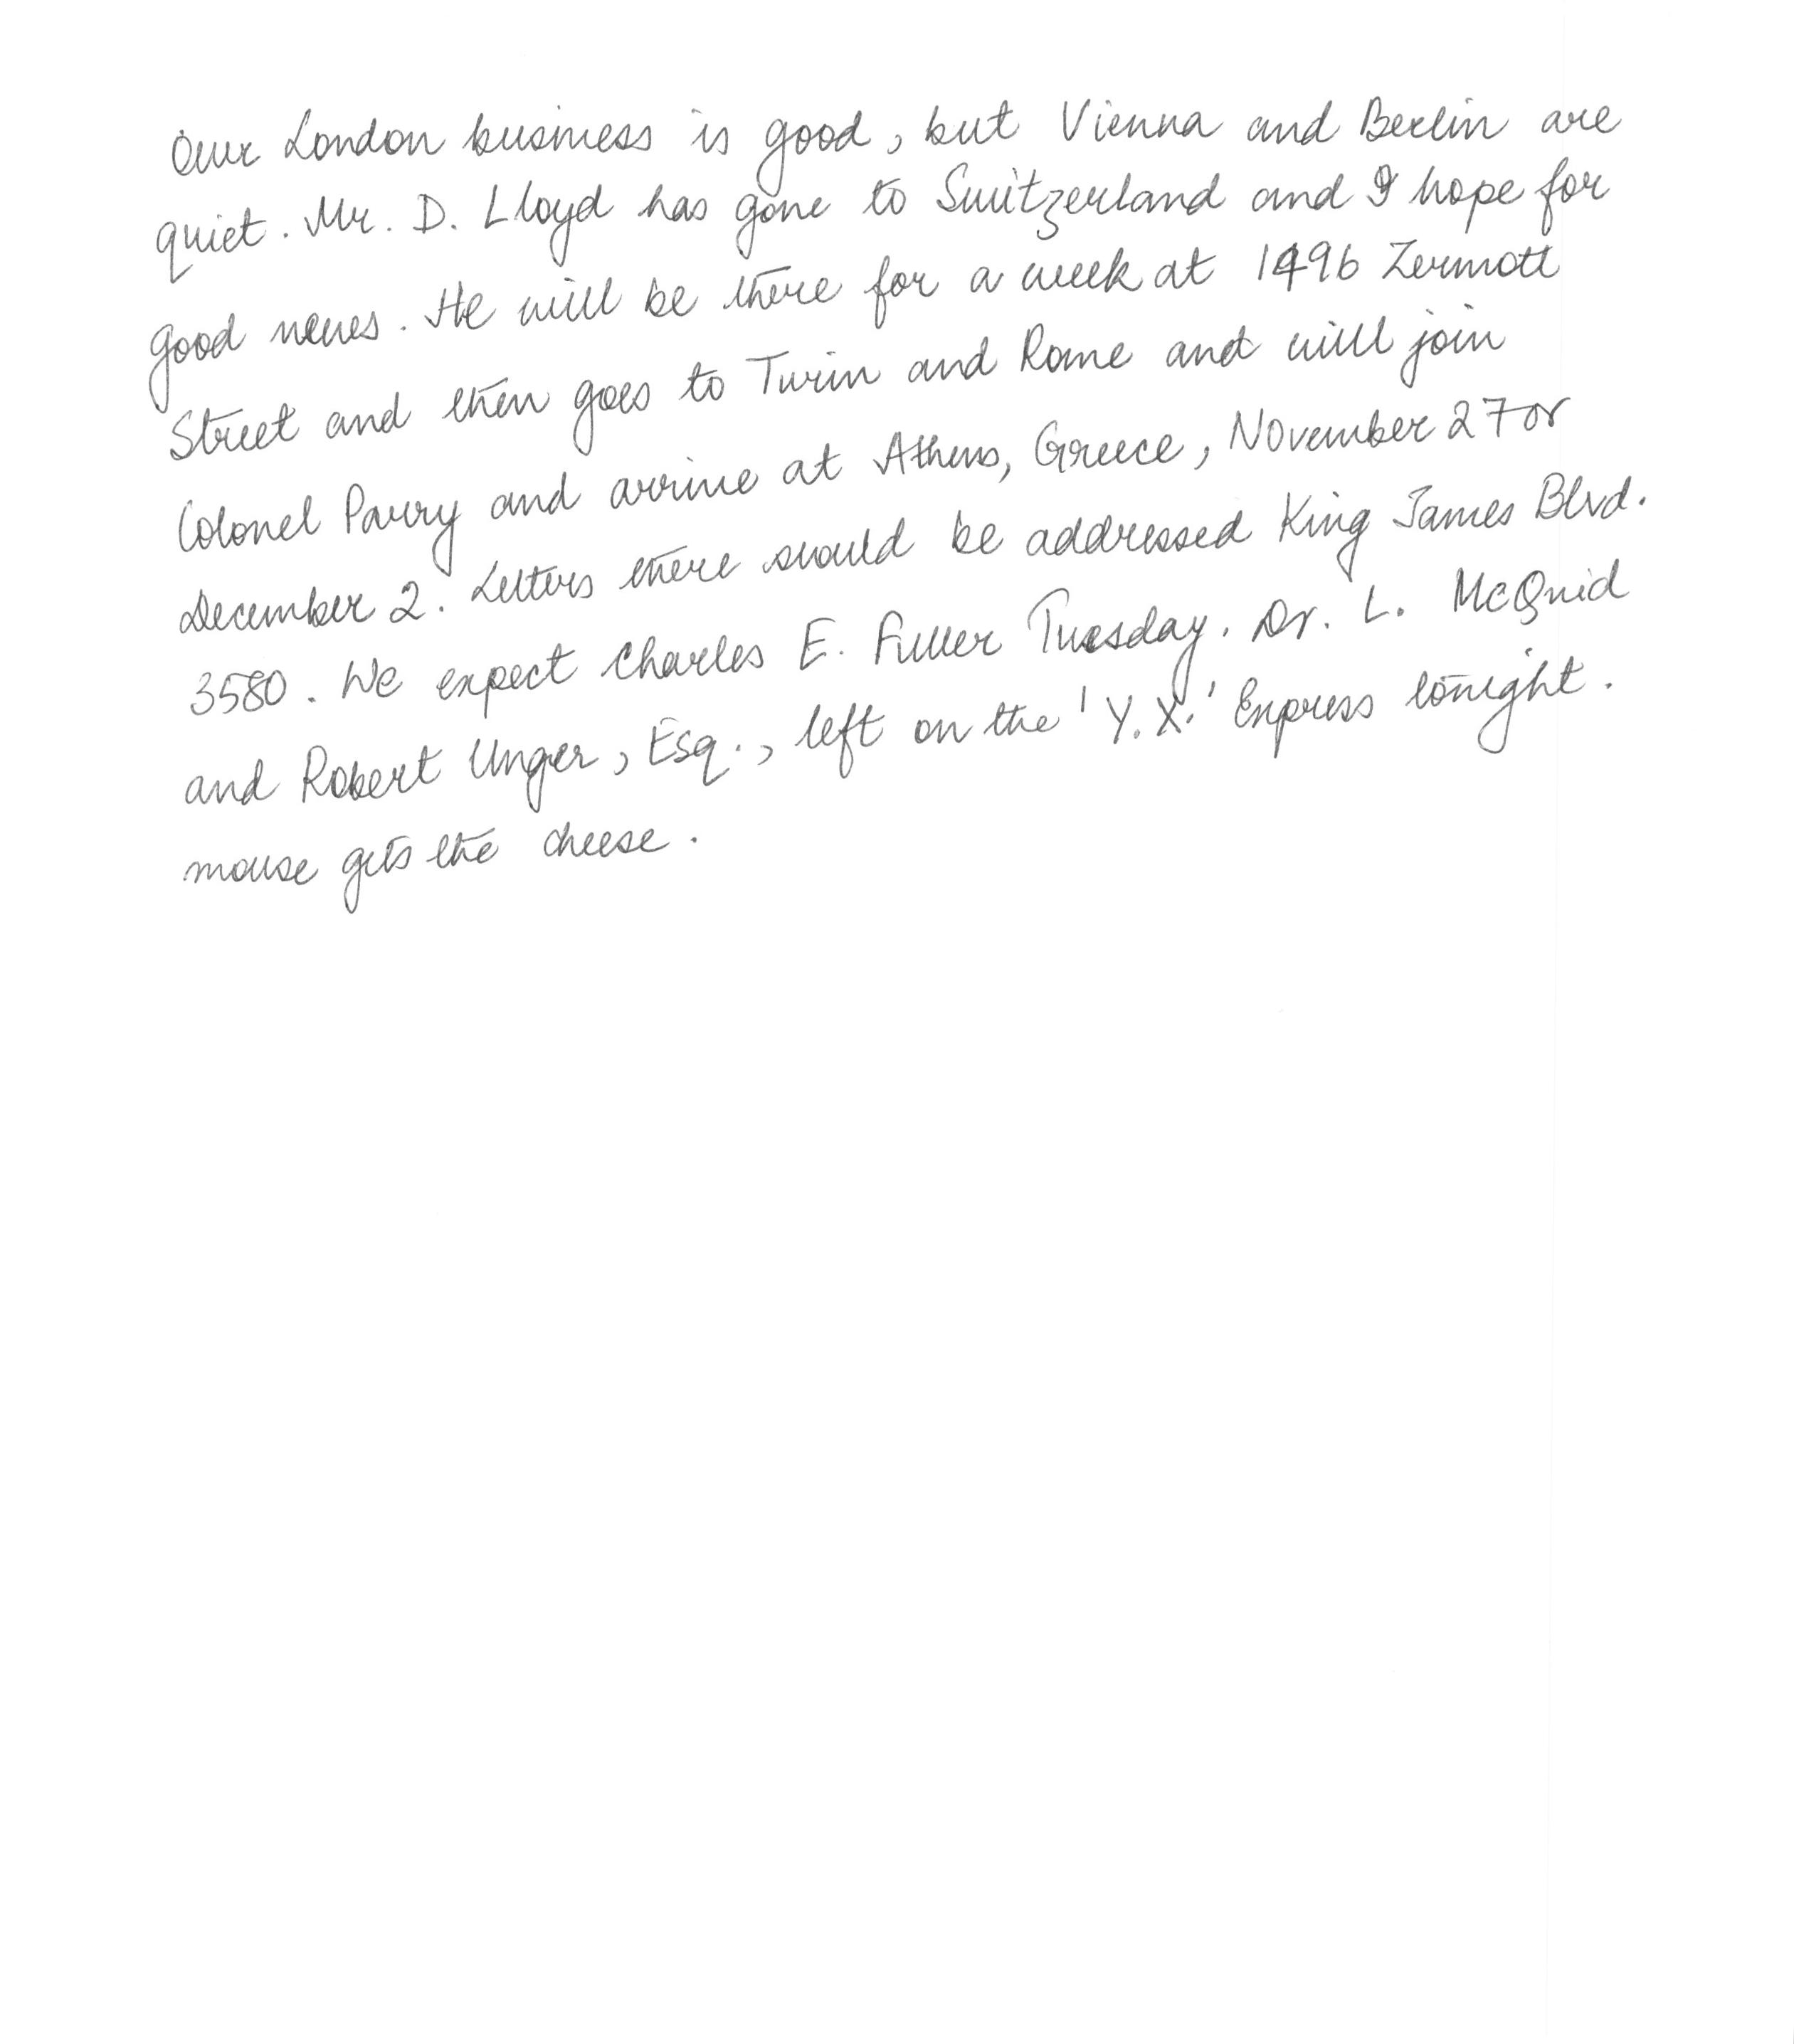 Our London business is good, but Vienna and Berlin are
quiet. Mr. D. Lloyd has gone to Switzerland and I hope for
good news. He will be there for a week at 1496 Zermott
Street and then goes to Turin and Rome and will join
Colonel Parry and arrive at Athens, Greece, November 27 or
December 2. Letters there should be addressed King James Blvd.
3580. We expect Charles E. Fuller Tuesday. Dr. L. McQuid
and Robert Unger, Esq., left on the 'Y.X.' Express tonight.
mouse gets the cheese.